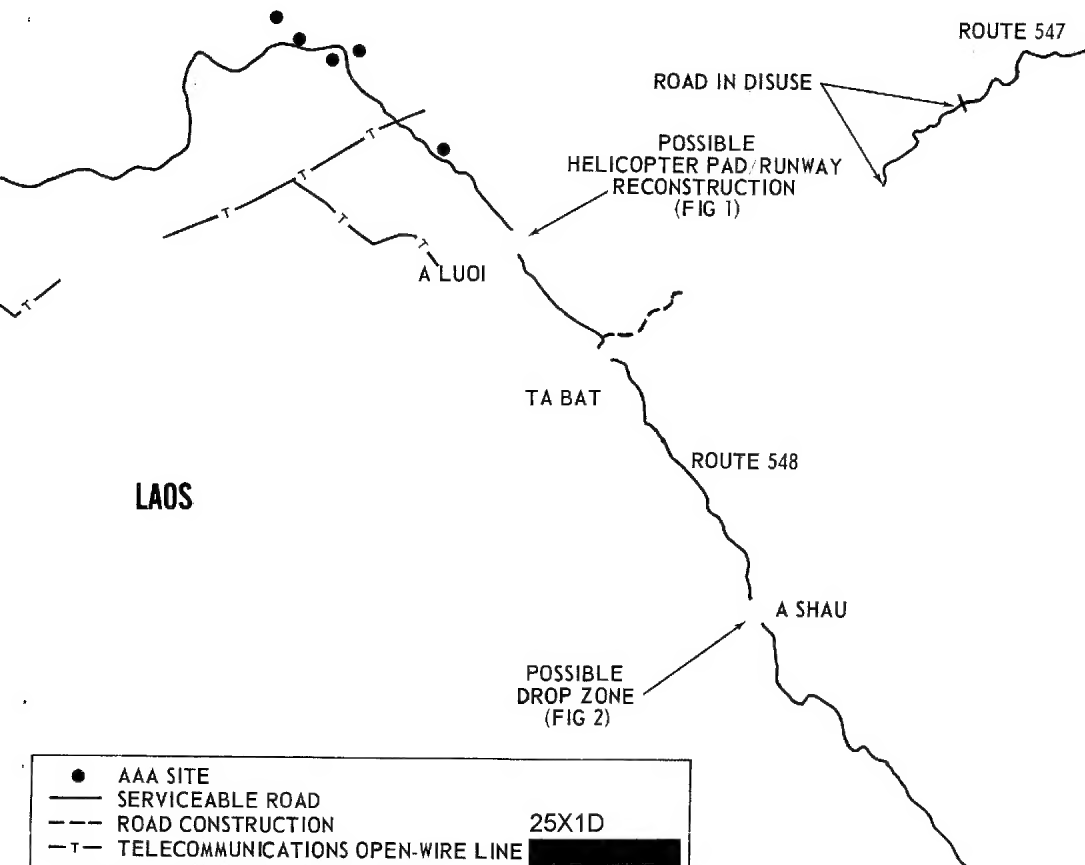 ROUTE 547
ROAD IN DISUSE
POSSIBLE
HELICOPTER PAD/RUNWAY
RECONSTRUCTION
(FIG 1)
T
T
T
T
T
T
A LUOI
TA BAT
ROUTE 548
LAOS
A SHAU
POSSIBLE
DROP ZONE
(FIG 2)
AAA SITE
SERVICEABLE ROAD
ROAD CONSTRUCTION
25X1D
T TELECOMMUNICATIONS OPEN-WIRE LINE